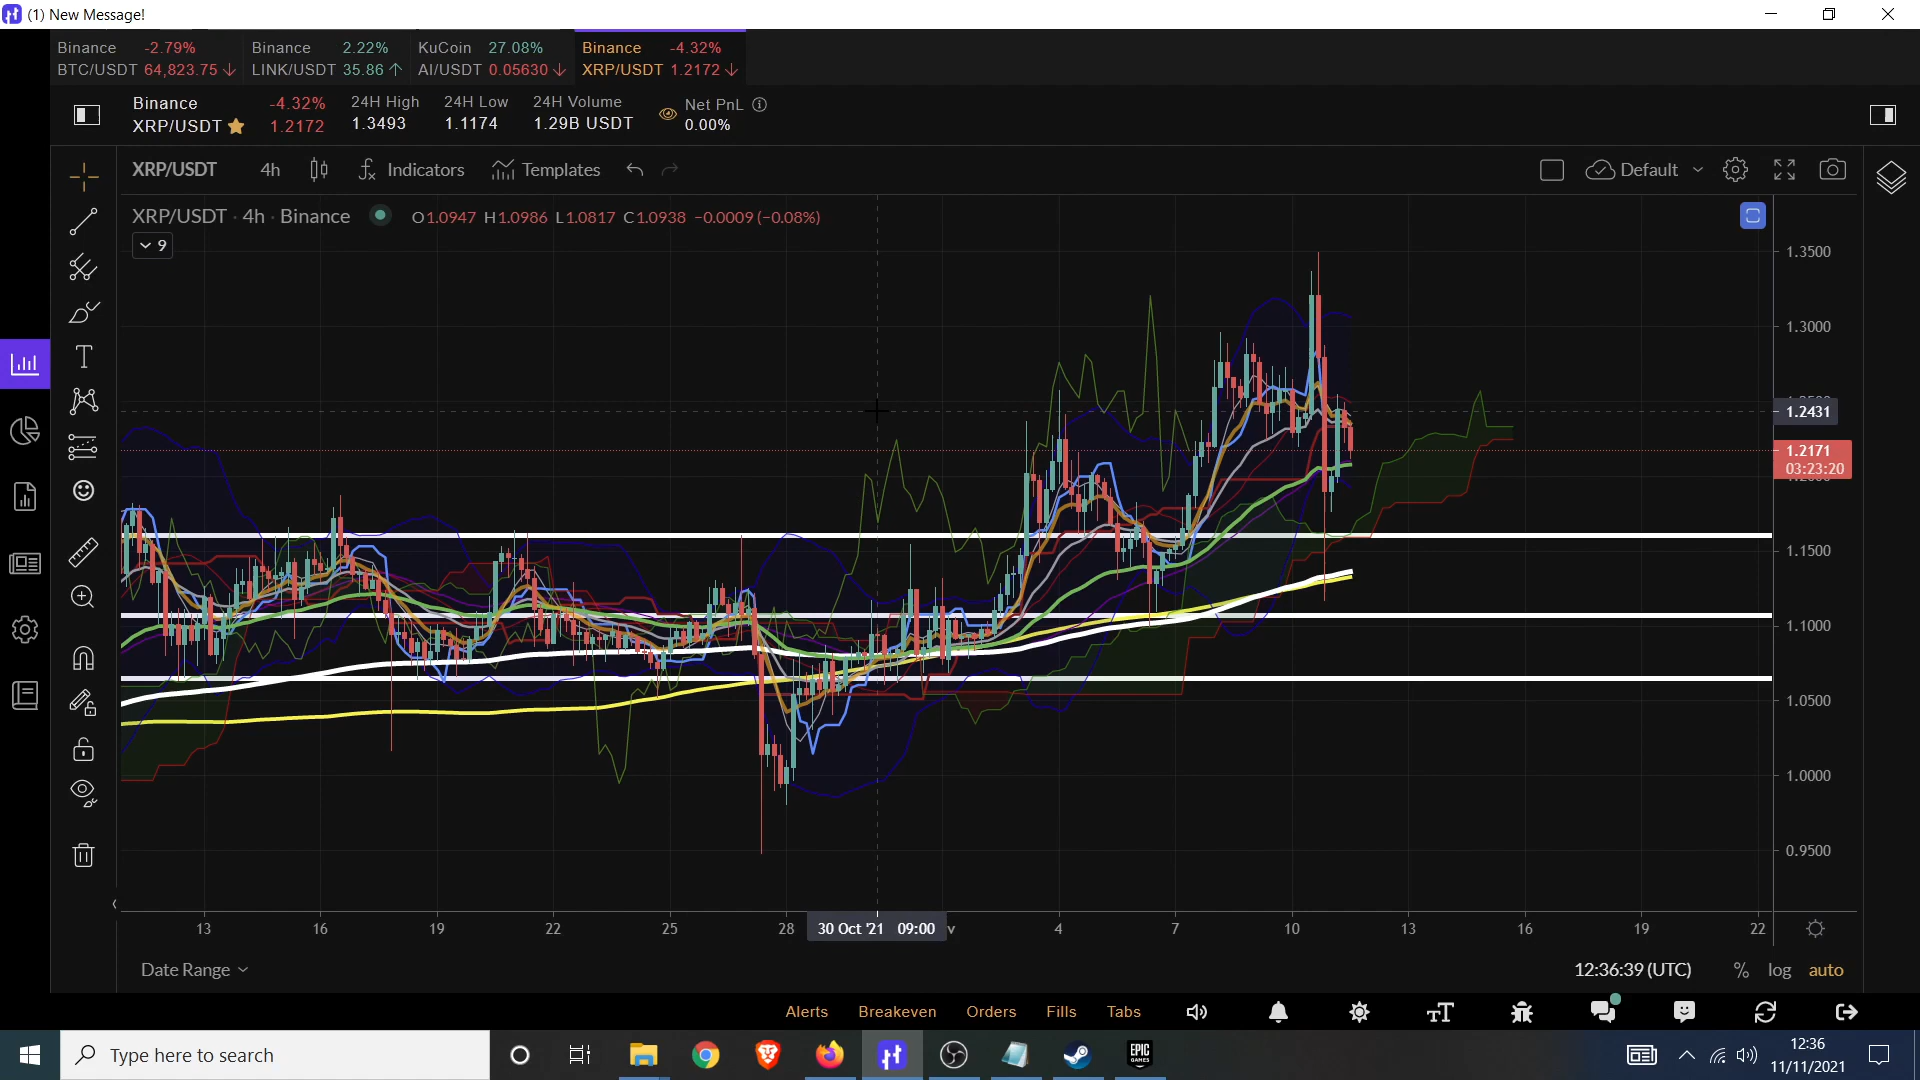 (1) New Message!
Binance -2.79% Binance 2.22% KuCoin 27.08% Binance -4.32%
BTC/USDT 64,823.75 LINK/USDT 35.86 AI/USDT 0.05630 XRP/USDT 1.2172
Binance -4.32% 24H High 24H Low 24H Volume Net PnL
XRP/USDT 1.2172 1.3493 1.1174 1.29B USDT 0.00%
XRP/USDT 4h Indicators Templates Default
XRP/USDT · 4h · Binance O1.0947 H1.0986 L1.0817 C1.0938 −0.0009 (−0.08%)
9
1.3500
1.3000
1.2431
1.2171
03:23:20
1.1500
1.1000
1.0500
1.0000
0.9500
13 16 19 22 25 28 30 Oct '21 09:00 4 7 10 13 16 19 22
Date Range 12:36:39 (UTC) % log auto
Alerts Breakeven Orders Fills Tabs
Type here to search
EPIC
GAMES
12:36
11/11/2021